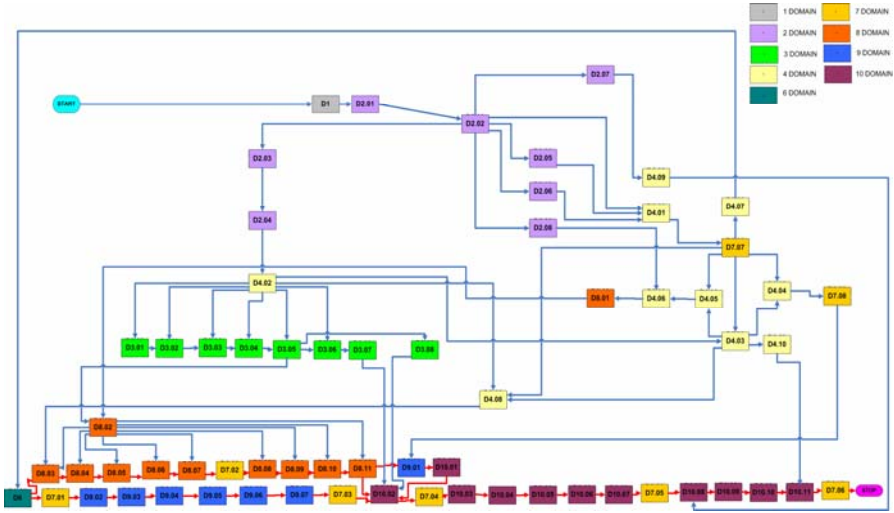 1 DOMAIN
7 DOMAIN
2 DOMAIN
8 DOMAIN
3 DOMAIN
9 DOMAIN
4 DOMAIN
10 DOMAIN
6 DOMAIN
D2.07
START
D1
D2.01
D2.02
D2.03
D2.05
D4.09
D2.06
D4.01
D4.07
D2.04
D2.08
D7.07
D4.02
D8.01
D4.06
D4.05
D4.04
D7.08
D3.01
D3.02
D3.03
D3.04
D3.05
D3.06
D3.07
D3.08
D4.03
D4.10
D4.08
D8.02
D8.03
D8.04
D8.05
D8.06
D8.07
D7.02
D8.08
D8.09
D8.10
D8.11
D9.01
D10.01
D6
D7.01
D9.02
D9.03
D9.04
D9.05
D9.06
D9.07
D7.03
D10.02
D7.04
D10.03
D10.04
D10.05
D10.06
D10.07
D7.05
D10.08
D10.09
D10.10
D10.11
D7.06
STOP